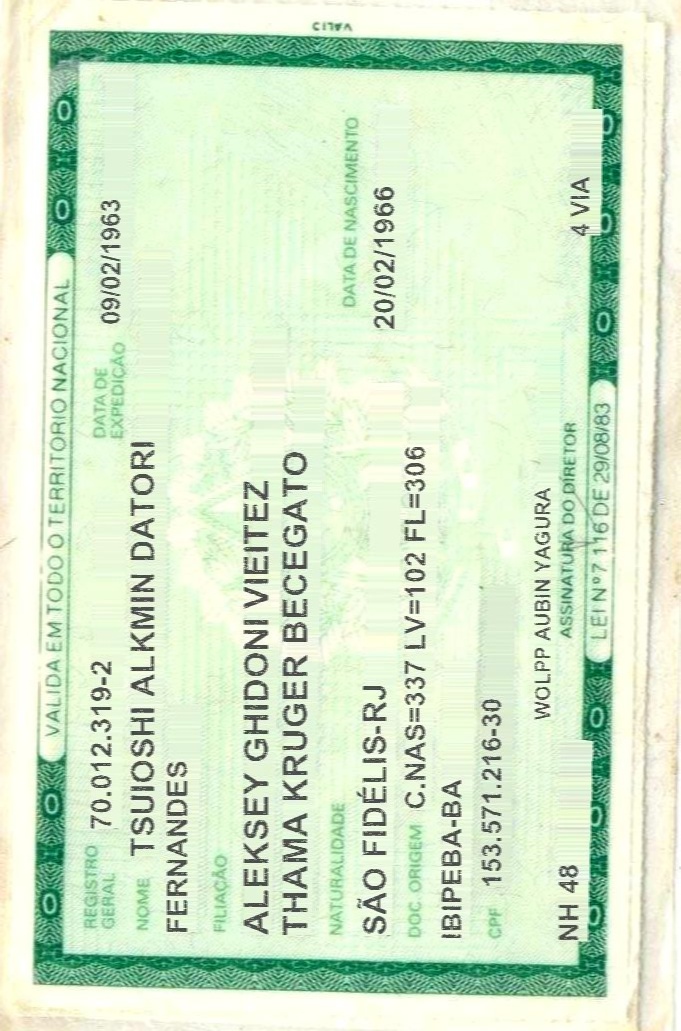 VALIDA EM TODO O TERRITORIO NACIONAL
REGISTRO GERAL 70.012.319-2 DATA DE EXPEDIÇÃO 09/02/1963
NOME TSUIOSHI ALKMIN DATORI
FERNANDES
FILIAÇÃO
ALEKSEY GHIDONI VIEITEZ
THAMA KRUGER BECEGATO
NATURALIDADE DATA DE NASCIMENTO
SÃO FIDÉLIS-RJ 20/02/1966
DOC. ORIGEM C.NAS=337 LV=102 FL=306
IBIPEBA-BA
CPF 153.571.216-30
WOLPP AUBIN YAGURA
NH 48 ASSINATURA DO DIRETOR 4 VIA
LEI Nº 7 116 DE 29/08/83